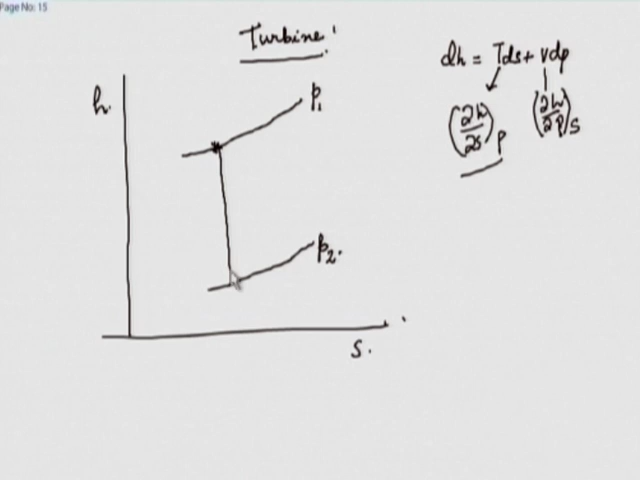 Page No: 15
Turbine
dh = Tds + vdp
(∂h/∂s)p (∂h/∂p)s
h
p₁
p₂.
s.